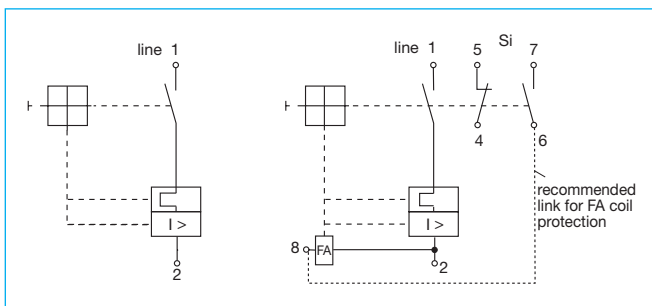 line 1
I >
2
line 1
5
Si
7
4
6
I >
8
FA
2
recommended
link for FA coil
protection